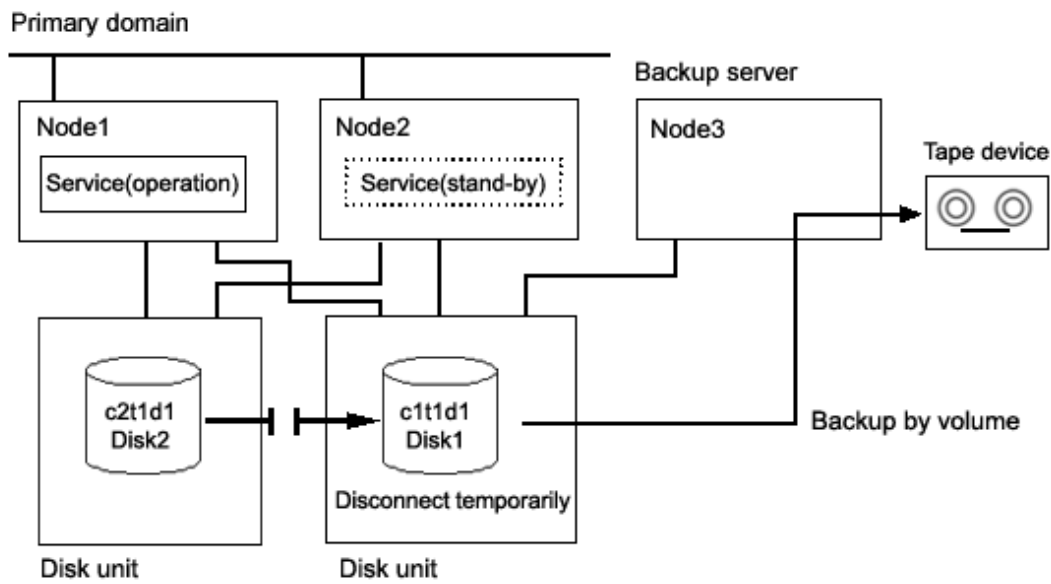 Primary domain
Backup server
Node1
Node2
Node3
Tape device
Service(operation)
Service(stand-by)
c2t1d1
Disk2
c1t1d1
Disk1
Backup by volume
Disconnect temporarily
Disk unit
Disk unit